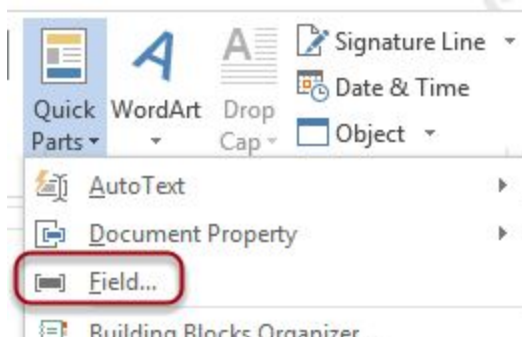 Signature Line
Date & Time
Object
Quick Parts
WordArt
Drop Cap
AutoText
Document Property
Field...
Building Blocks Organizer...